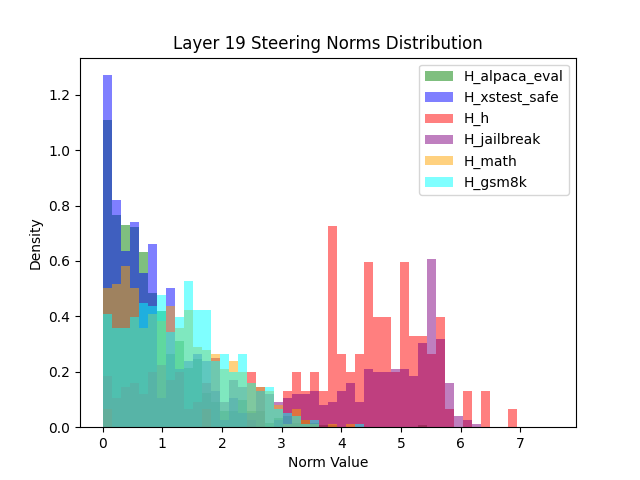 Layer 19 Steering Norms Distribution
H_alpaca_eval
H_xstest_safe
H_h
H_jailbreak
H_math
H_gsm8k
Density
1.2
1.0
0.8
0.6
0.4
0.2
0.0
0 1 2 3 4 5 6 7
Norm Value